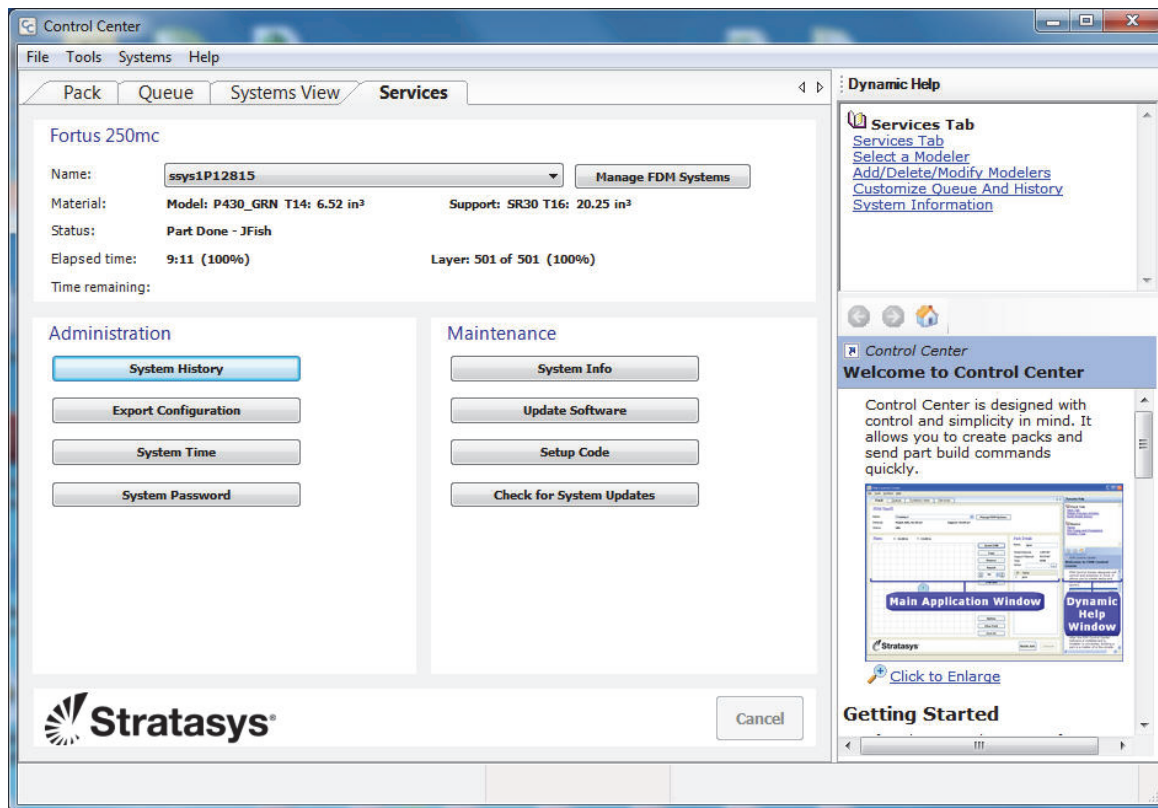 Control Center
File Tools Systems Help
Pack Queue Systems View Services
Fortus 250mc
Name: ssys1P12815 Manage FDM Systems
Material: Model: P430_GRN T14: 6.52 in³ Support: SR30 T16: 20.25 in³
Status: Part Done - JFish
Elapsed time: 9:11 (100%) Layer: 501 of 501 (100%)
Time remaining:
Administration
System History
Export Configuration
System Time
System Password
Maintenance
System Info
Update Software
Setup Code
Check for System Updates
Stratasys®
Cancel
Dynamic Help
Services Tab
Services Tab
Select a Modeler
Add/Delete/Modify Modelers
Customize Queue And History
System Information
Control Center
Welcome to Control Center
Control Center is designed with
control and simplicity in mind. It
allows you to create packs and
send part build commands
quickly.
Main Application Window
Dynamic
Help
Window
Stratasys
Click to Enlarge
Getting Started